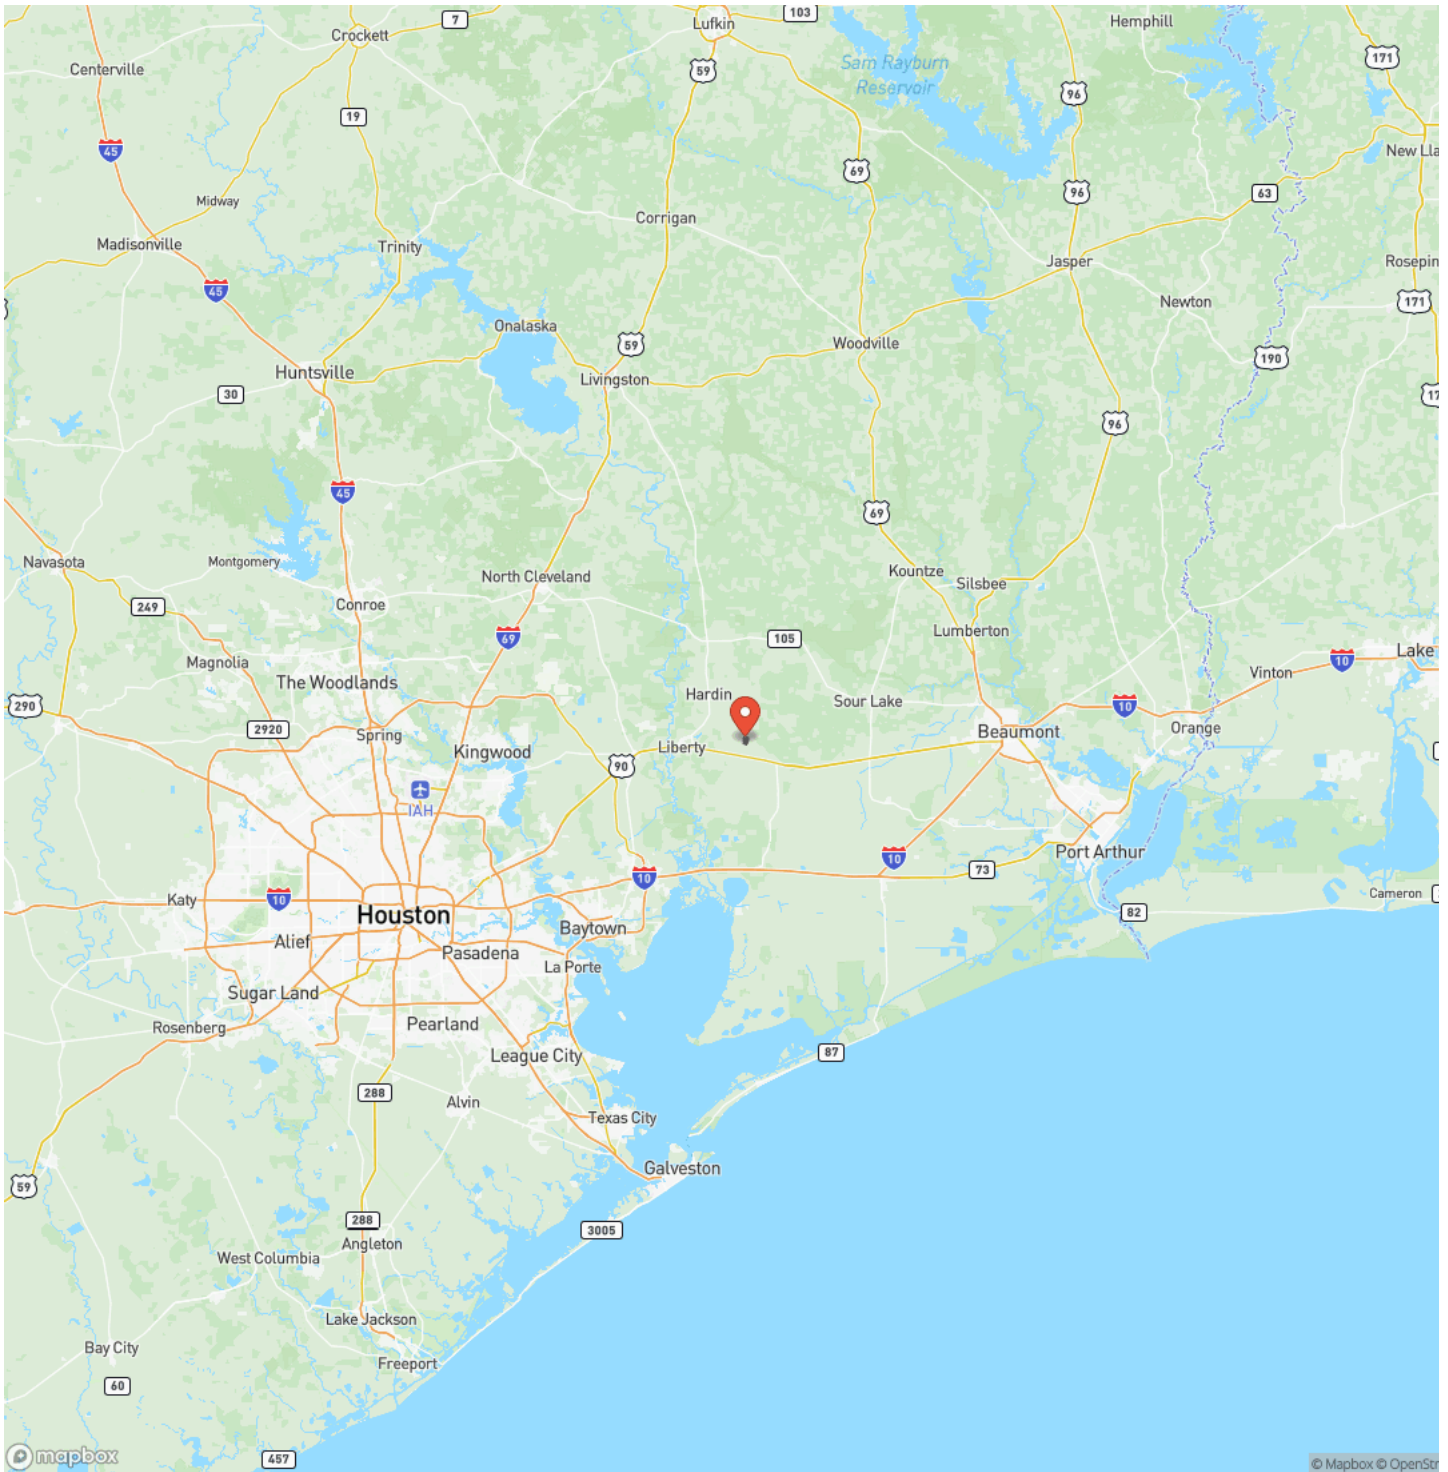 103
7
Lufkin
Hemphill
Crockett
171
Centerville
59
Sam Rayburn
Reservoir
96
19
45
New Lla
69
96
63
Midway
Corrigan
Madisonville
Trinity
Jasper
Rosepin
45
Newton
171
Onalaska
59
Woodville
190
Huntsville
Livingston
30
17
96
45
69
Navasota
Montgomery
North Cleveland
Kountze
Silsbee
249
Conroe
Lumberton
69
105
Magnolia
Lake
10
The Woodlands
Vinton
Hardin
Sour Lake
290
10
2920
Spring
Orange
Beaumont
Kingwood
Liberty
90
IAH
Port Arthur
10
10
73
Katy
10
Cameron
Houston
82
Baytown
Alief
Pasadena
La Porte
Sugar Land
Rosenberg
Pearland
League City
87
288
Alvin
Texas City
Galveston
59
288
3005
Angleton
West Columbia
Lake Jackson
Bay City
Freeport
60
mapbox
457
© Mapbox © OpenStr